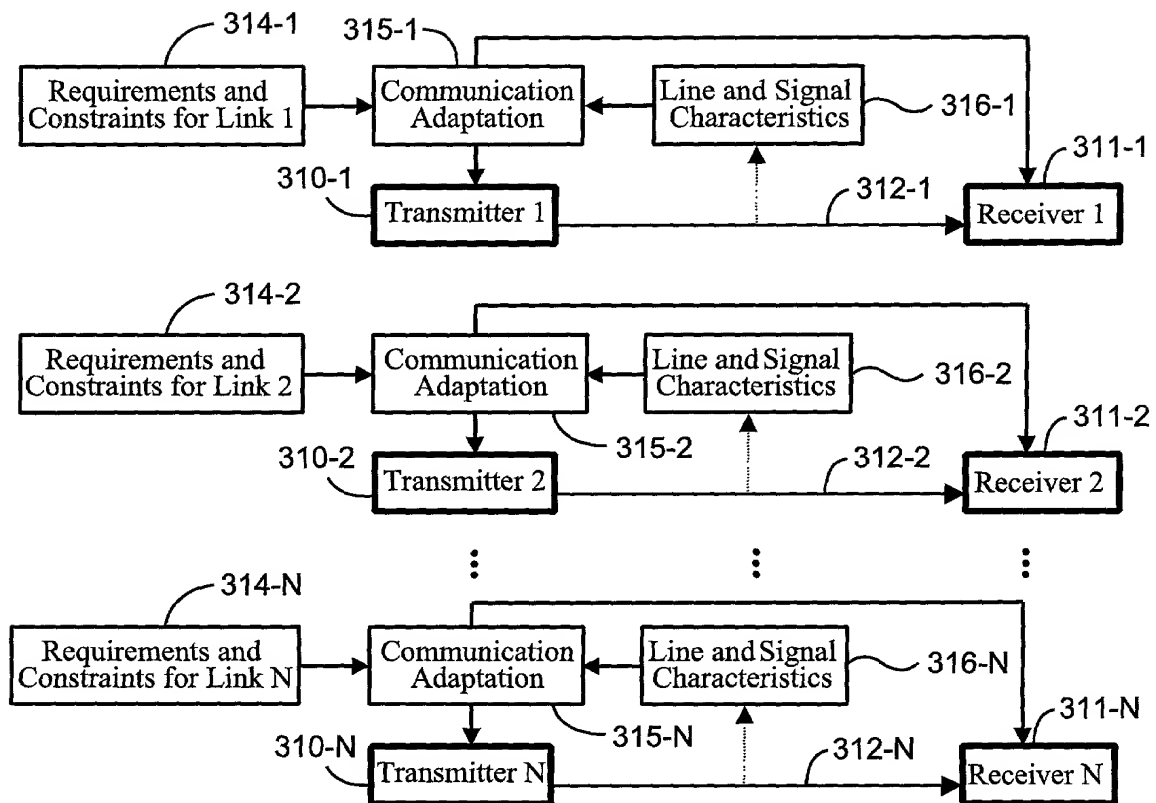 314-1
315-1
Requirements and
Constraints for Link 1
Communication
Adaptation
Line and Signal
Characteristics
316-1
310-1
311-1
Transmitter 1
312-1
Receiver 1
314-2
Requirements and
Constraints for Link 2
Communication
Adaptation
Line and Signal
Characteristics
316-2
315-2
311-2
310-2
Transmitter 2
312-2
Receiver 2
314-N
Requirements and
Constraints for Link N
Communication
Adaptation
Line and Signal
Characteristics
316-N
315-N
311-N
310-N
Transmitter N
312-N
Receiver N